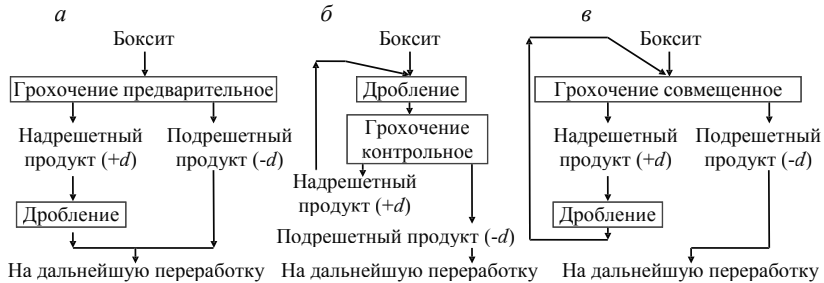 а
Боксит
Грохочение предварительное
Надрешетный
продукт (+d)
Подрешетный
продукт (-d)
Дробление
На дальнейшую переработку
б
Боксит
Дробление
Грохочение
контрольное
Надрешетный
продукт (+d)
Подрешетный продукт (-d)
На дальнейшую переработку
в
Боксит
Грохочение совмещенное
Надрешетный
продукт (+d)
Подрешетный
продукт (-d)
Дробление
На дальнейшую переработку